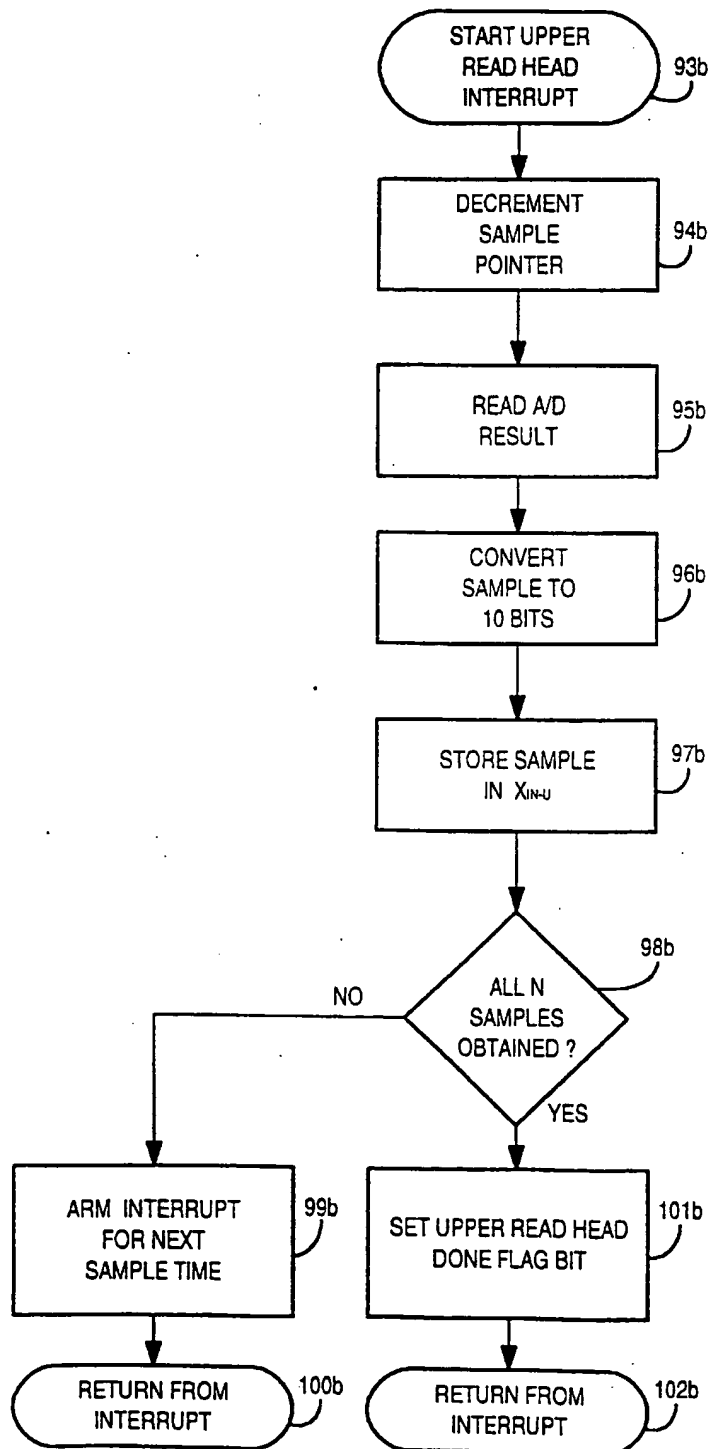 START UPPER
READ HEAD
INTERRUPT
93b
DECREMENT
SAMPLE
POINTER
94b
READ A/D
RESULT
95b
CONVERT
SAMPLE TO
10 BITS
96b
STORE SAMPLE
IN XIN-U
97b
98b
ALL N
SAMPLES
OBTAINED ?
NO
YES
ARM INTERRUPT
FOR NEXT
SAMPLE TIME
99b
SET UPPER READ HEAD
DONE FLAG BIT
101b
RETURN FROM
INTERRUPT
100b
RETURN FROM
INTERRUPT
102b